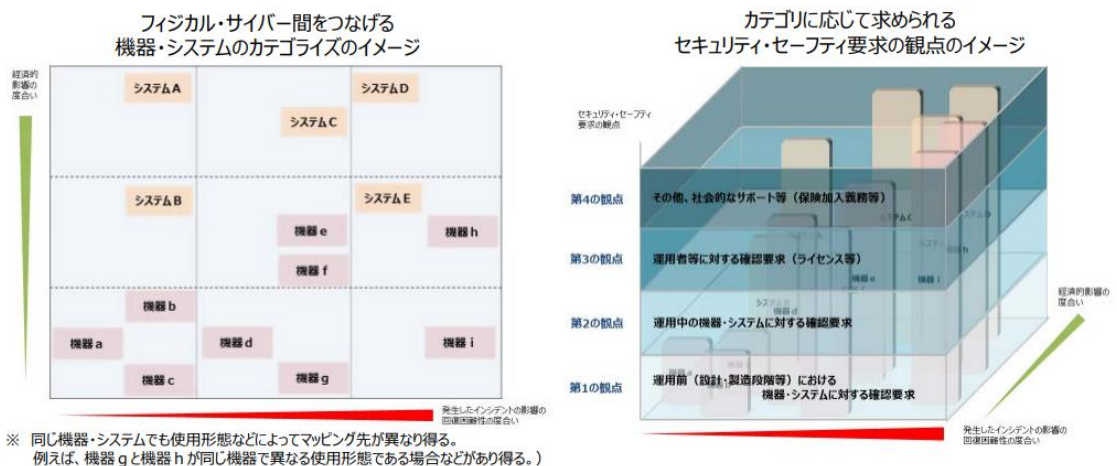 フィジカル・サイバー間をつなげる
機器・システムのカテゴライズのイメージ
経済的
影響の
度合い
システムA
システムD
システムC
システムB
システムE
機器e
機器h
機器f
機器b
機器a
機器d
機器i
機器c
機器g
発生したインシデントの影響の
回復困難性の度合い
※ 同じ機器・システムでも使用形態などによってマッピング先が異なり得る。
例えば、機器gと機器hが同じ機器で異なる使用形態である場合などがあり得る。)
カテゴリに応じて求められる
セキュリティ・セーフティ要求の観点のイメージ
セキュリティ・セーフティ
要求の観点
第4の観点
その他、社会的なサポート等（保険加入義務等）
第3の観点
運用者等に対する確認要求（ライセンス等）
第2の観点
運用中の機器・システムに対する確認要求
第1の観点
運用前（設計・製造段階等）における
機器・システムに対する確認要求
システムC
機器h
機器e
機器i
機器d
経済的影響の
度合い
発生したインシデントの影響の
回復困難性の度合い